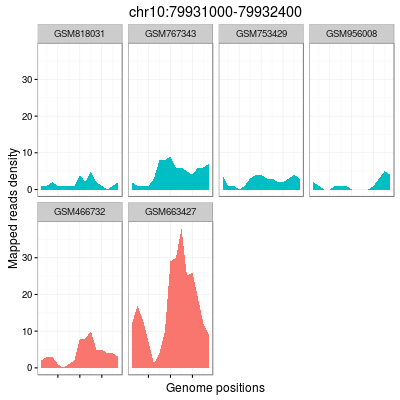 chr10:79931000-79932400
GSM818031 GSM767343 GSM753429 GSM956008
30
20
10
0
Mapped reads density
GSM466732 GSM663427
30
20
10
0
Genome positions